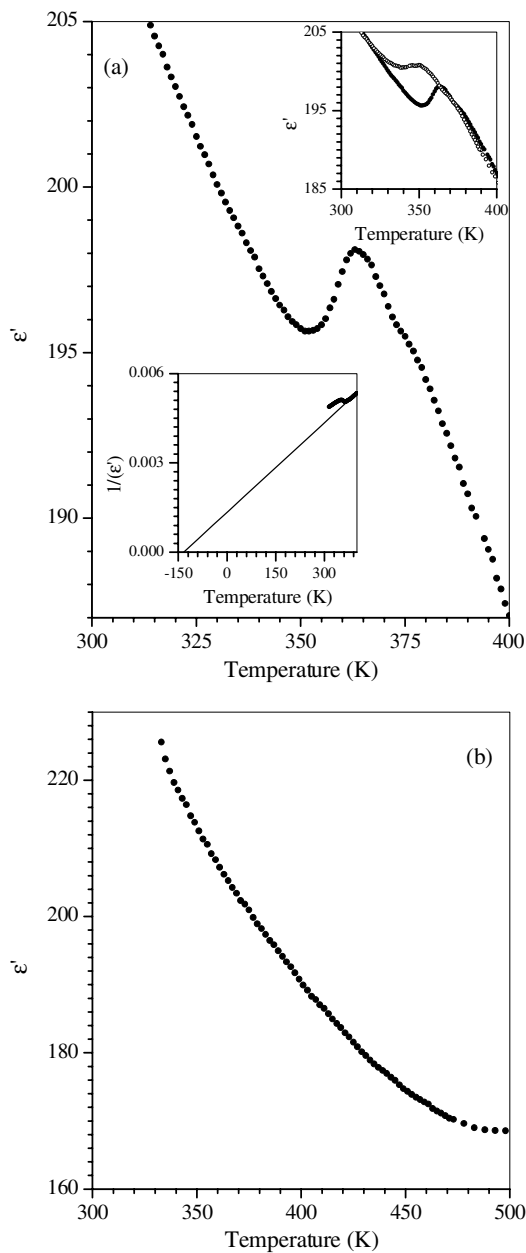 (a)
205
200
195
190
ε'
300 325 350 375 400
Temperature (K)
205
195
185
ε'
300 350 400
Temperature (K)
0.006
0.003
0.000
1/(ε')
-150 0 150 300
Temperature (K)
(b)
220
200
180
160
ε'
300 350 400 450 500
Temperature (K)